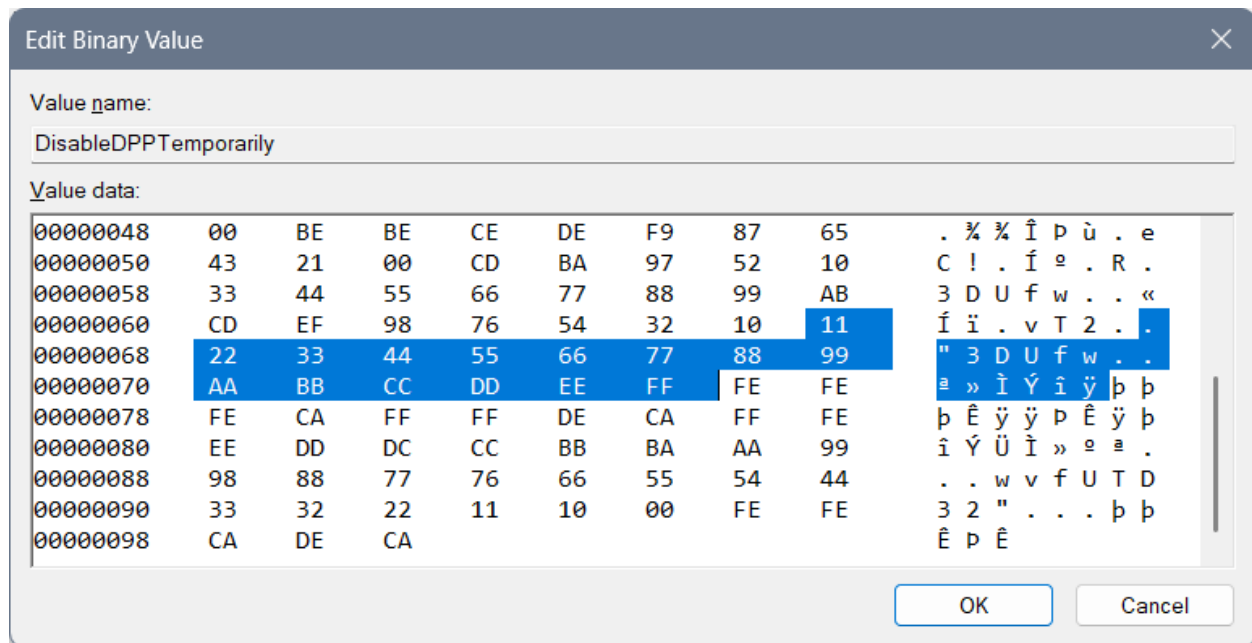 Edit Binary Value
Value name:
DisableDPPTemporarily
Value data:
00000048 00 BE BE CE DE F9 87 65 . ¾ ¾ Î Þ ù . e
00000050 43 21 00 CD BA 97 52 10 C ! . Í º . R .
00000058 33 44 55 66 77 88 99 AB 3 D U f w . . «
00000060 CD EF 98 76 54 32 10 11 Í ï . v T 2 . .
00000068 22 33 44 55 66 77 88 99 " 3 D U f w . .
00000070 AA BB CC DD EE FF FE FE ª » Ì Ý î ÿ þ þ
00000078 FE CA FF FF DE CA FF FE þ Ê ÿ ÿ Þ Ê ÿ þ
00000080 EE DD DC CC BB BA AA 99 î Ý Ü Ì » º ª .
00000088 98 88 77 76 66 55 54 44 . . w v f U T D
00000090 33 32 22 11 10 00 FE FE 3 2 " . . . þ þ
00000098 CA DE CA Ê Þ Ê
OK Cancel